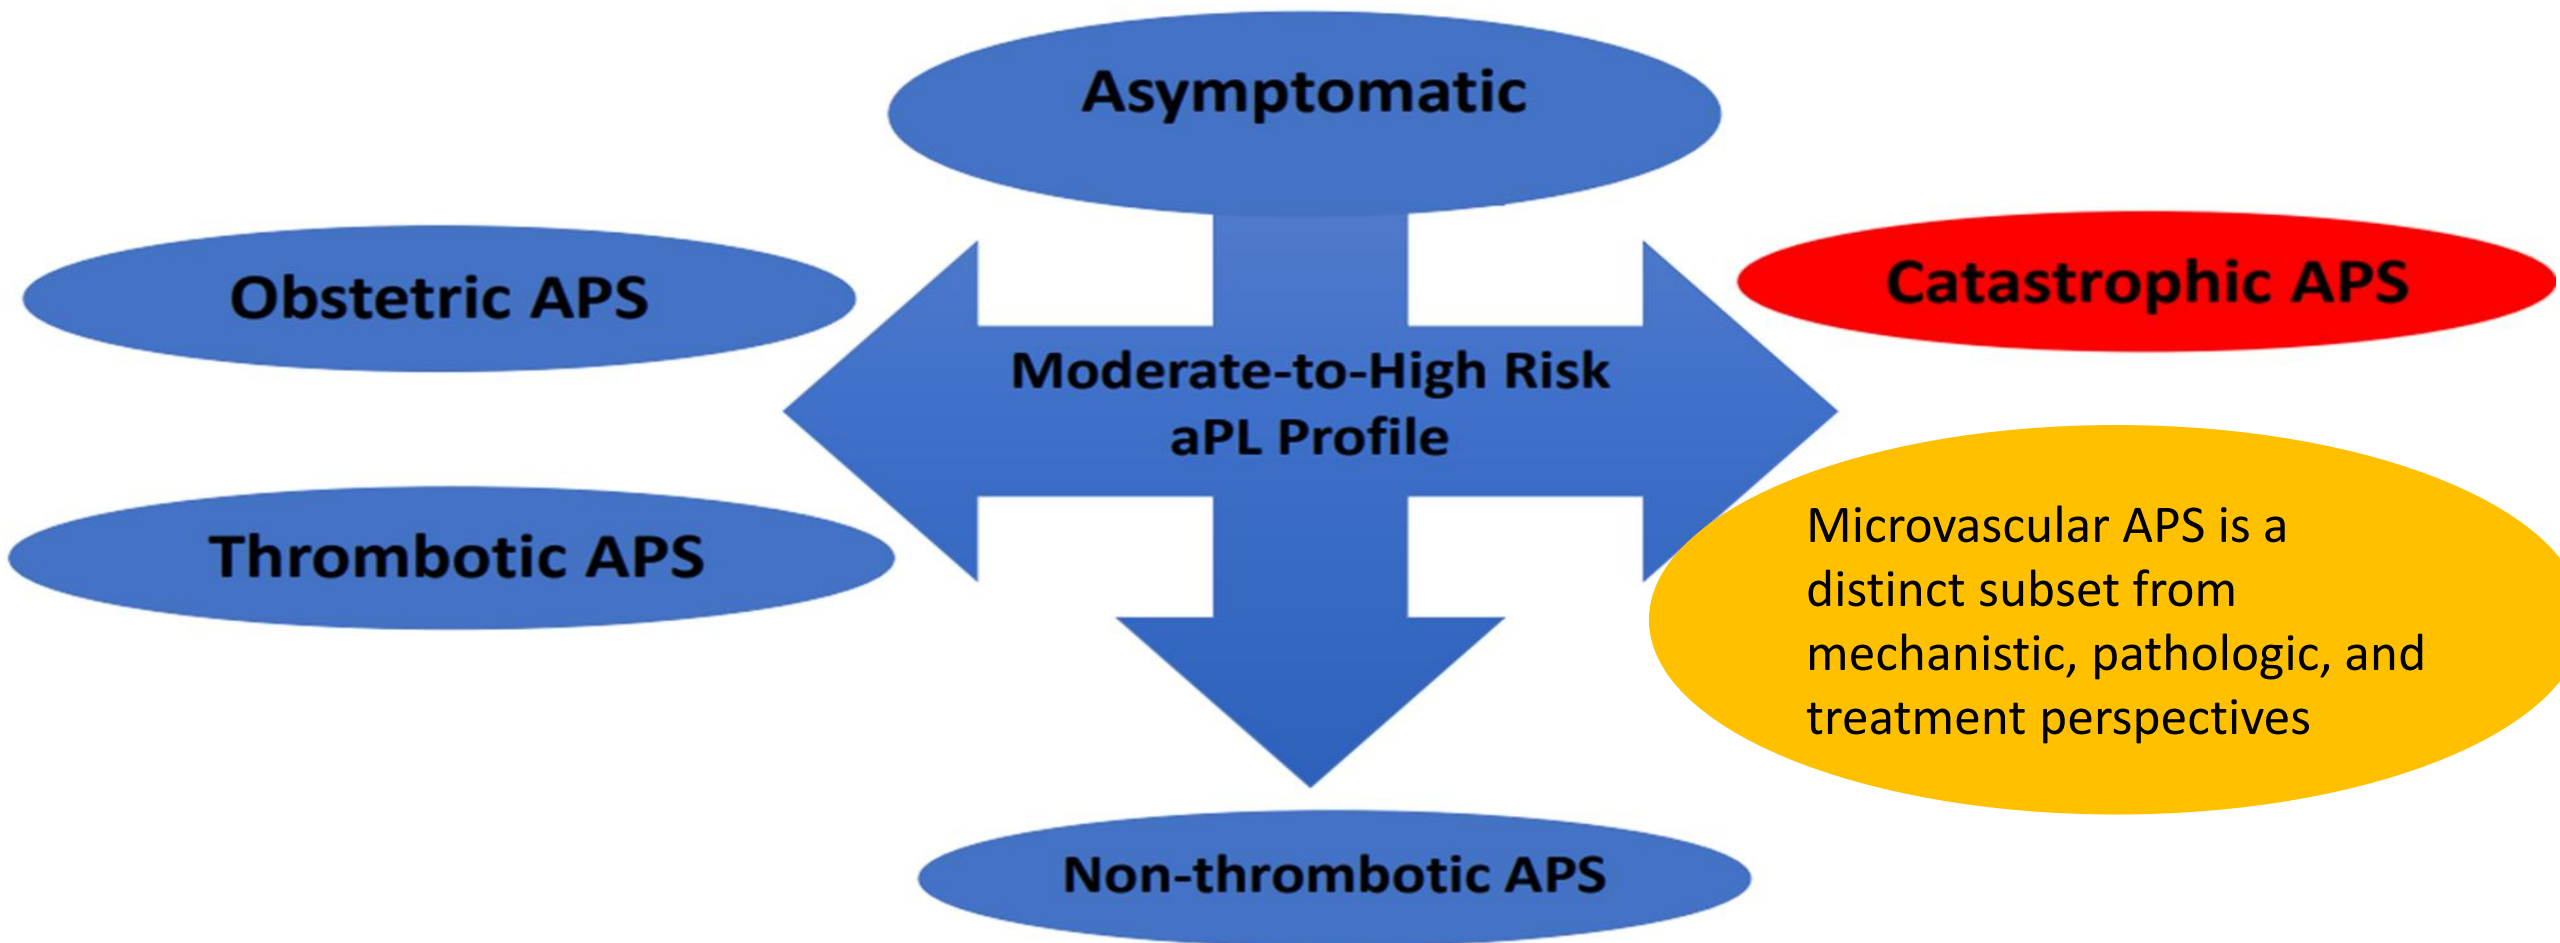 Asymptomatic
Obstetric APS
Catastrophic APS
Moderate-to-High Risk
aPL Profile
Thrombotic APS
Microvascular APS is a
distinct subset from
mechanistic, pathologic, and
treatment perspectives
Non-thrombotic APS